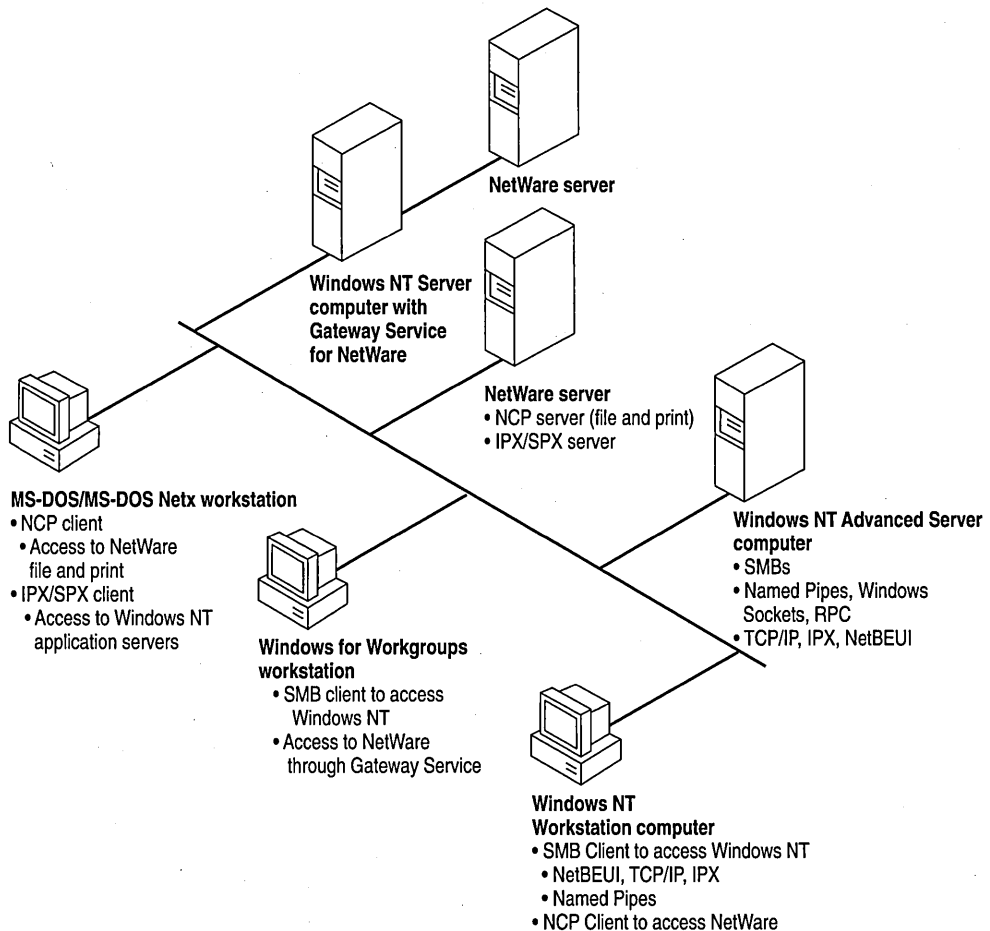 NetWare server
Windows NT Server
computer with
Gateway Service
for NetWare
NetWare server
• NCP server (file and print)
• IPX/SPX server
MS-DOS/MS-DOS Netx workstation
• NCP client
• Access to NetWare
file and print
• IPX/SPX client
• Access to Windows NT
application servers
Windows NT Advanced Server
computer
• SMBs
• Named Pipes, Windows
Sockets, RPC
• TCP/IP, IPX, NetBEUI
Windows for Workgroups
workstation
• SMB client to access
Windows NT
• Access to NetWare
through Gateway Service
Windows NT
Workstation computer
• SMB Client to access Windows NT
• NetBEUI, TCP/IP, IPX
• Named Pipes
• NCP Client to access NetWare